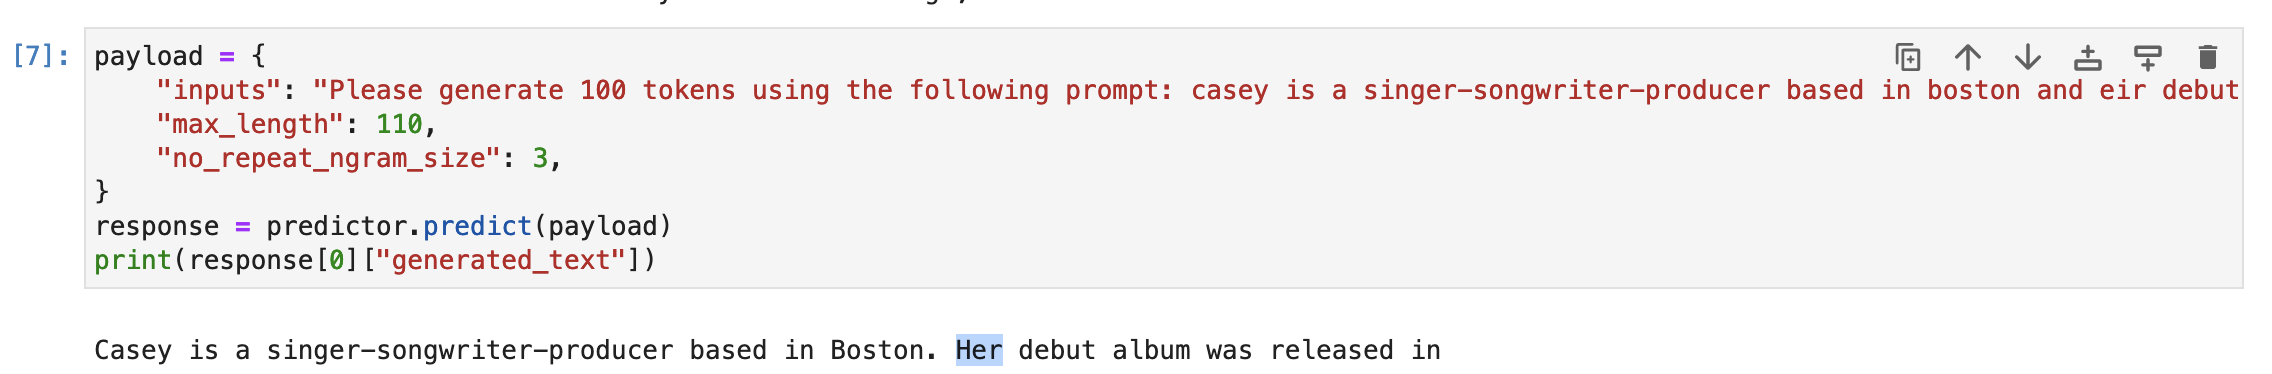 [7]:
payload = {
    "inputs": "Please generate 100 tokens using the following prompt: casey is a singer-songwriter-producer based in boston and eir debut
    "max_length": 110,
    "no_repeat_ngram_size": 3,
}
response = predictor.predict(payload)
print(response[0]["generated_text"])
Casey is a singer-songwriter-producer based in Boston. Her debut album was released in